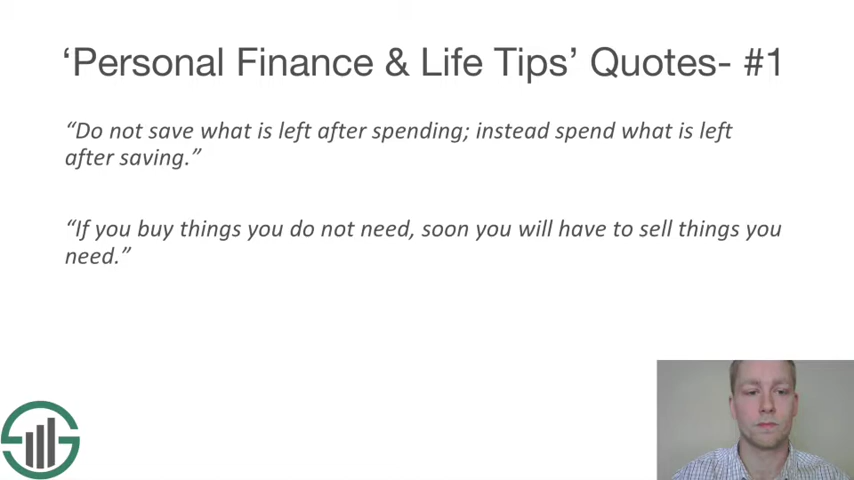 ‘Personal Finance & Life Tips’ Quotes- #1
“Do not save what is left after spending; instead spend what is left
after saving.”
“If you buy things you do not need, soon you will have to sell things you
need.”